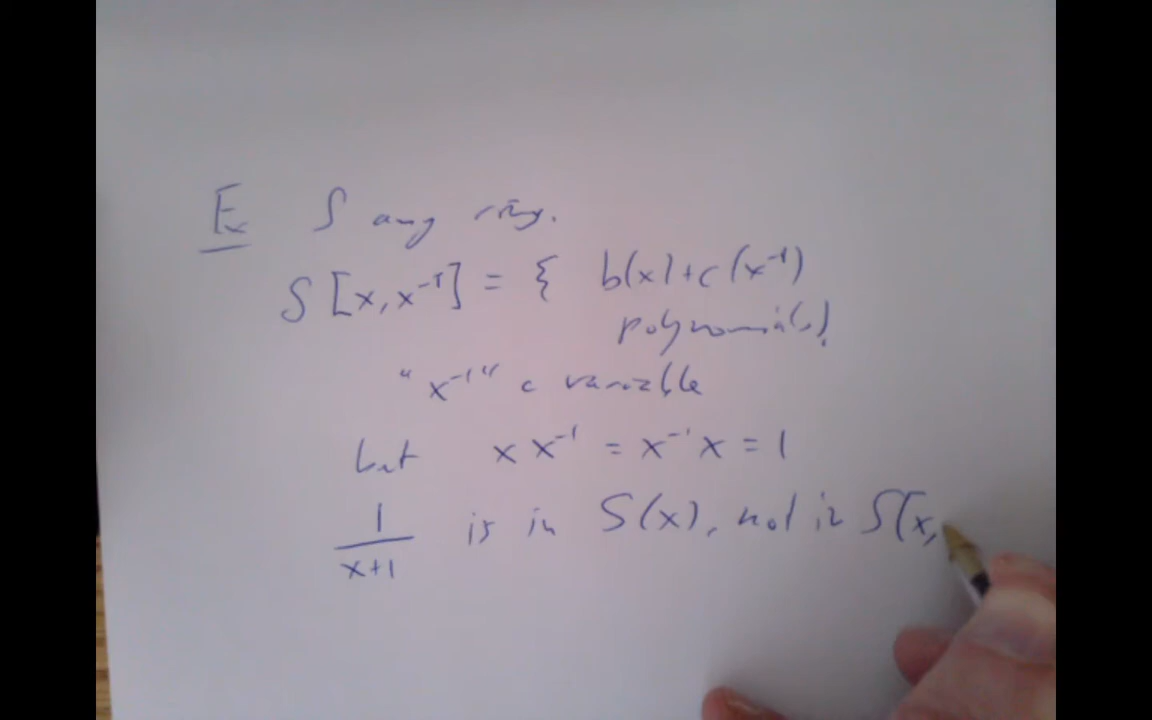 Ex S any ring.
S[x, x⁻¹] = { b(x) + c(x⁻¹)
polynomials}
"x⁻¹" a variable
but x x⁻¹ = x⁻¹ x = 1
1/(x+1) is in S(x), not in S[x,